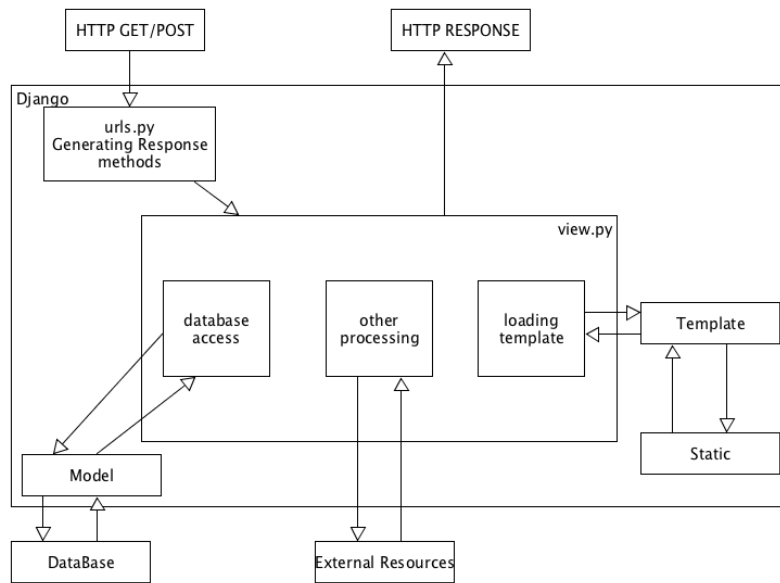 HTTP GET/POST
HTTP RESPONSE
Django
urls.py
Generating Response
methods
view.py
database
access
other
processing
loading
template
Template
Static
Model
DataBase
External Resources